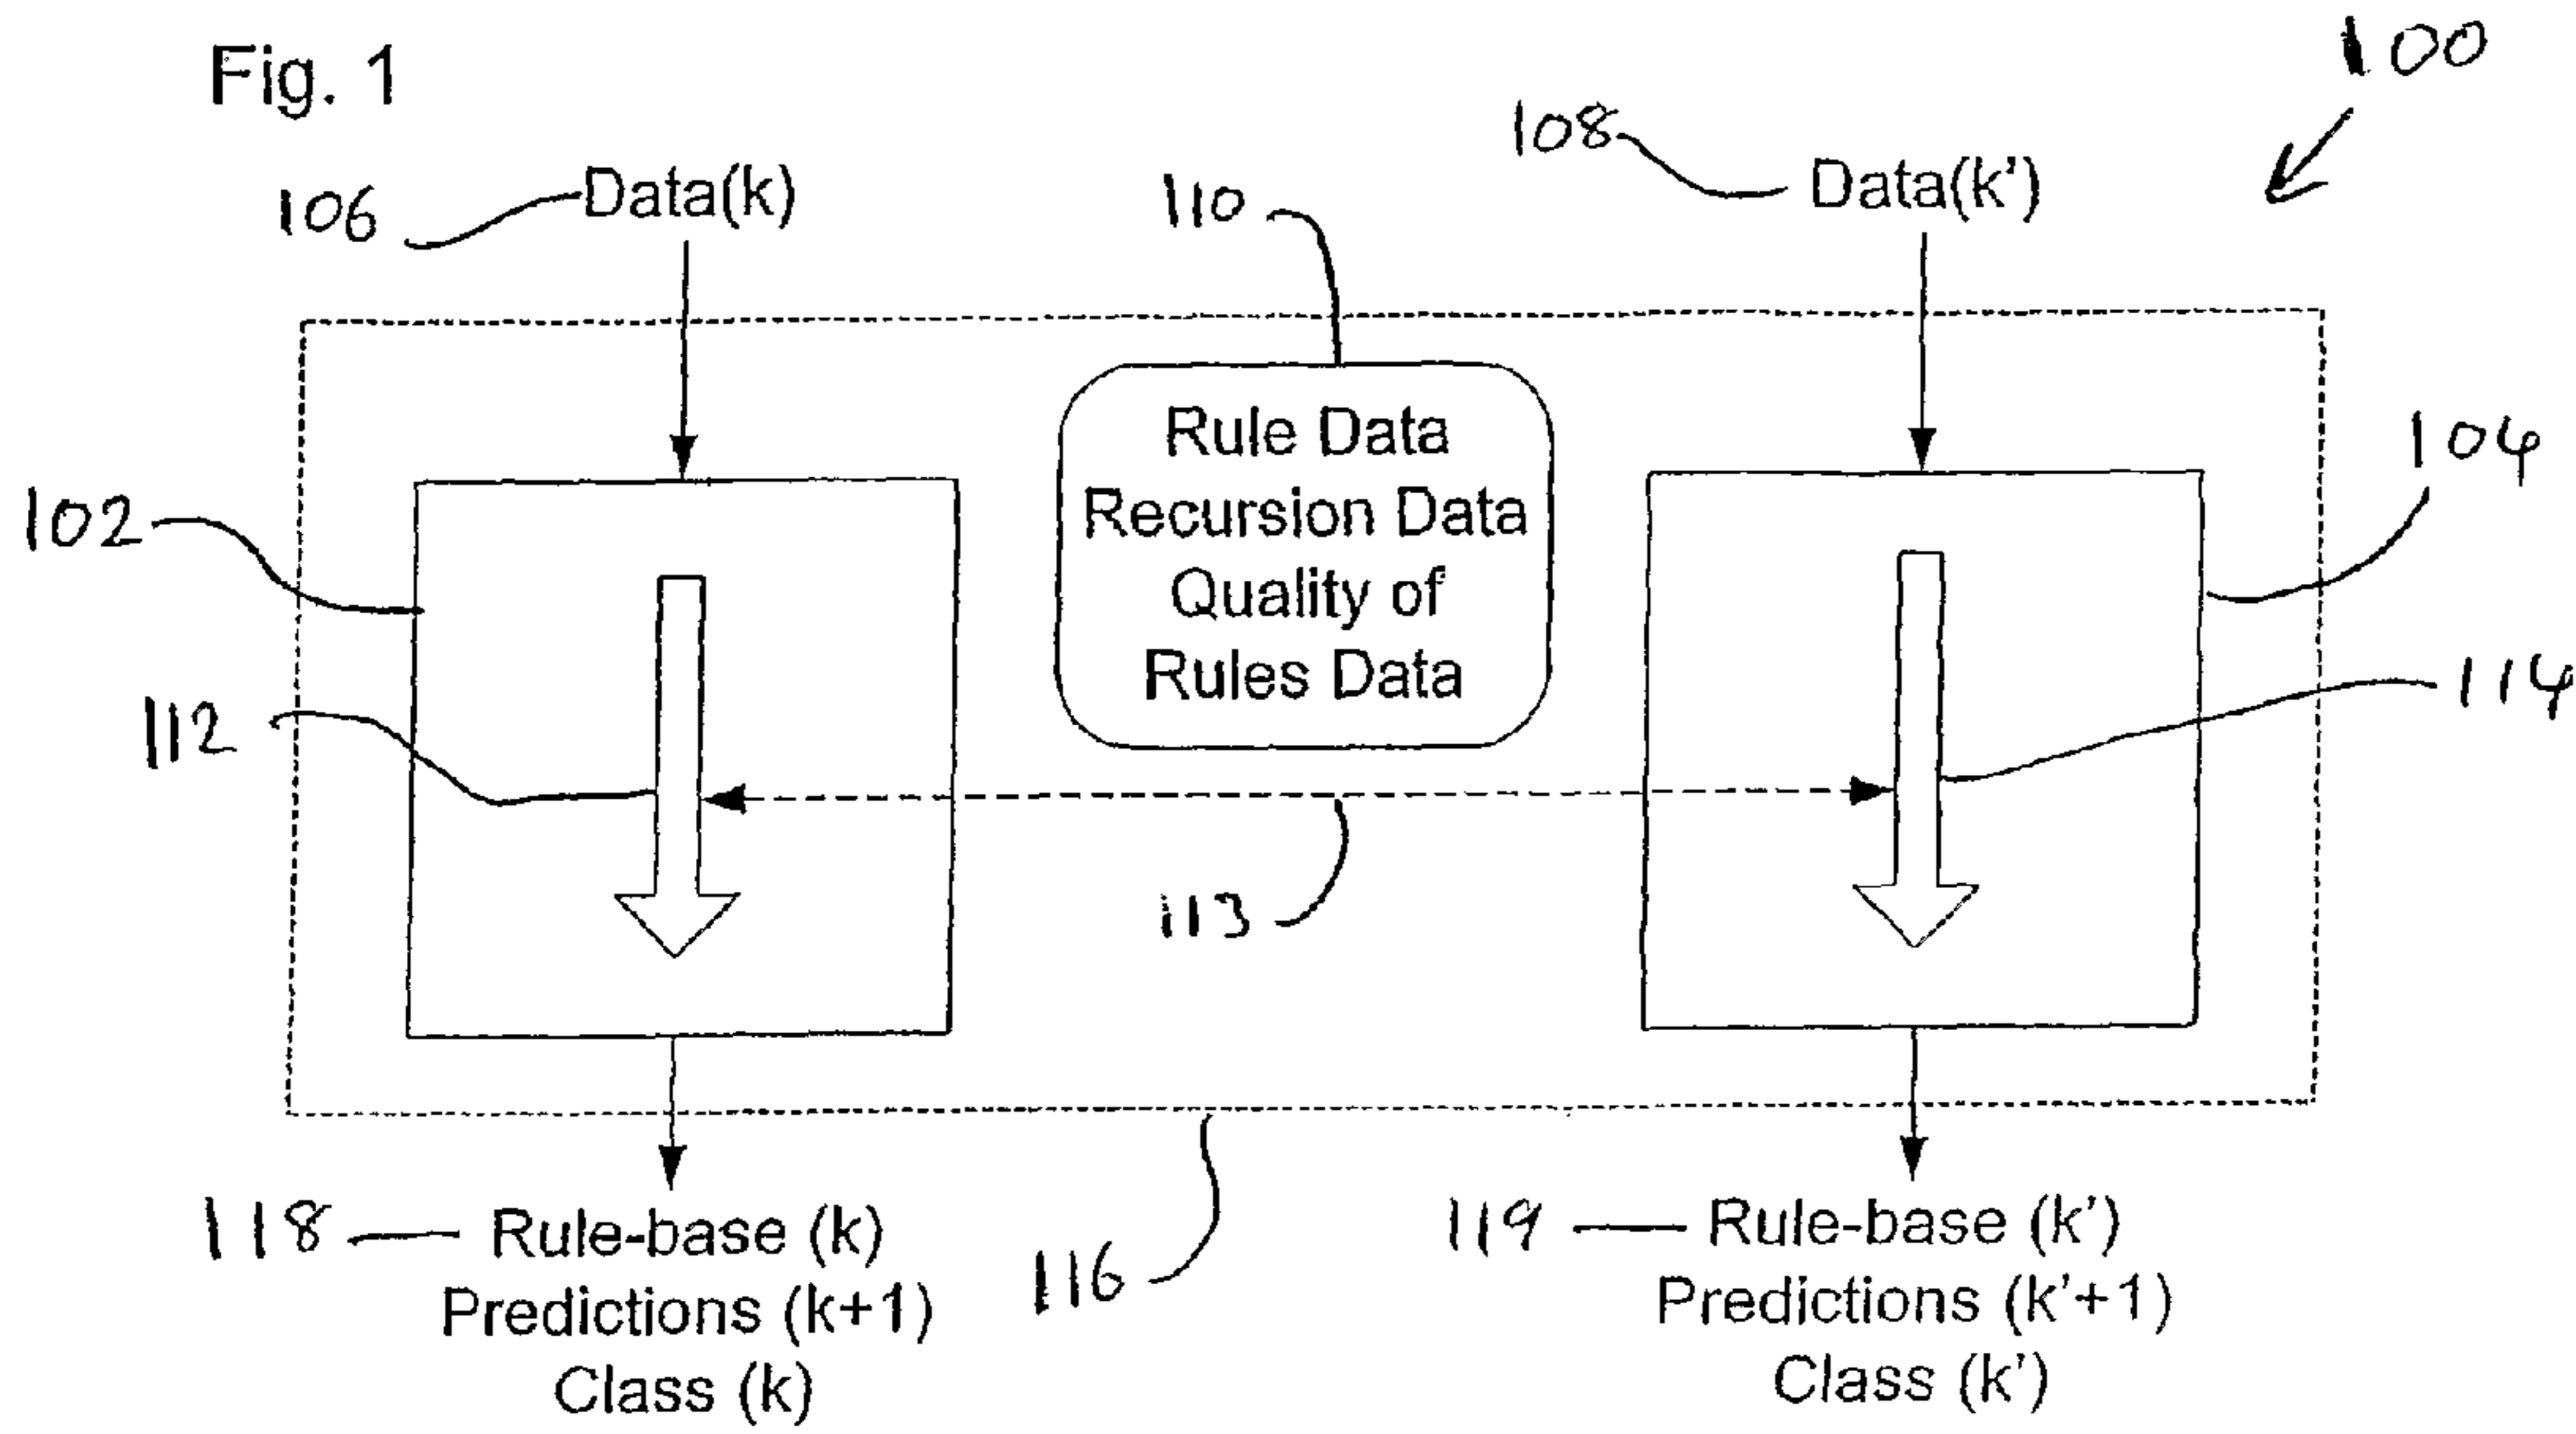 Fig. 1
100
108
106
Data(k)
110
Data(k’)
Rule Data
Recursion Data
Quality of
Rules Data
104
102
112
114
113
118
Rule-base (k)
Predictions (k+1)
Class (k)
116
119
Rule-base (k’)
Predictions (k’+1)
Class (k’)